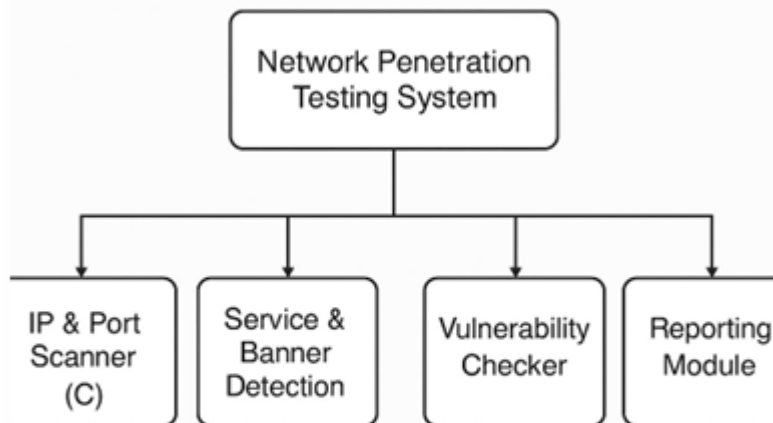 Network Penetration
Testing System
IP & Port
Scanner
(C)
Service &
Banner
Detection
Vulnerability
Checker
Reporting
Module